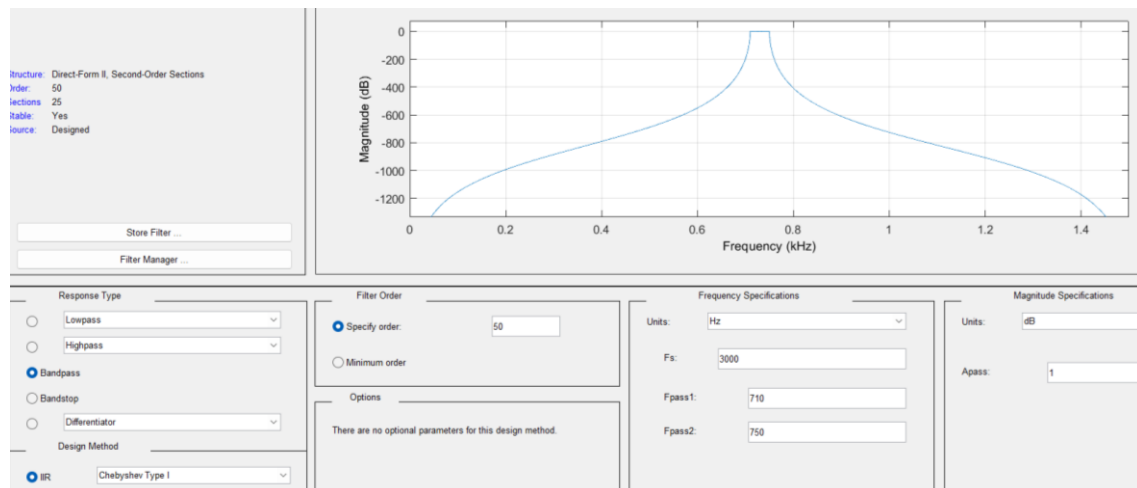 0
-200
-400
-600
-800
-1000
-1200
Magnitude (dB)
0 0.2 0.4 0.6 0.8 1 1.2 1.4
Frequency (kHz)
Structure: Direct-Form II, Second-Order Sections
Order: 50
Sections 25
Stable: Yes
Source: Designed
Store Filter ...
Filter Manager ...
Response Type
Lowpass
Highpass
Bandpass
Bandstop
Differentiator
Design Method
IIR Chebyshev Type I
Filter Order
Specify order: 50
Minimum order
Options
There are no optional parameters for this design method.
Frequency Specifications
Units: Hz
Fs: 3000
Fpass1: 710
Fpass2: 750
Magnitude Specifications
Units: dB
Apass: 1